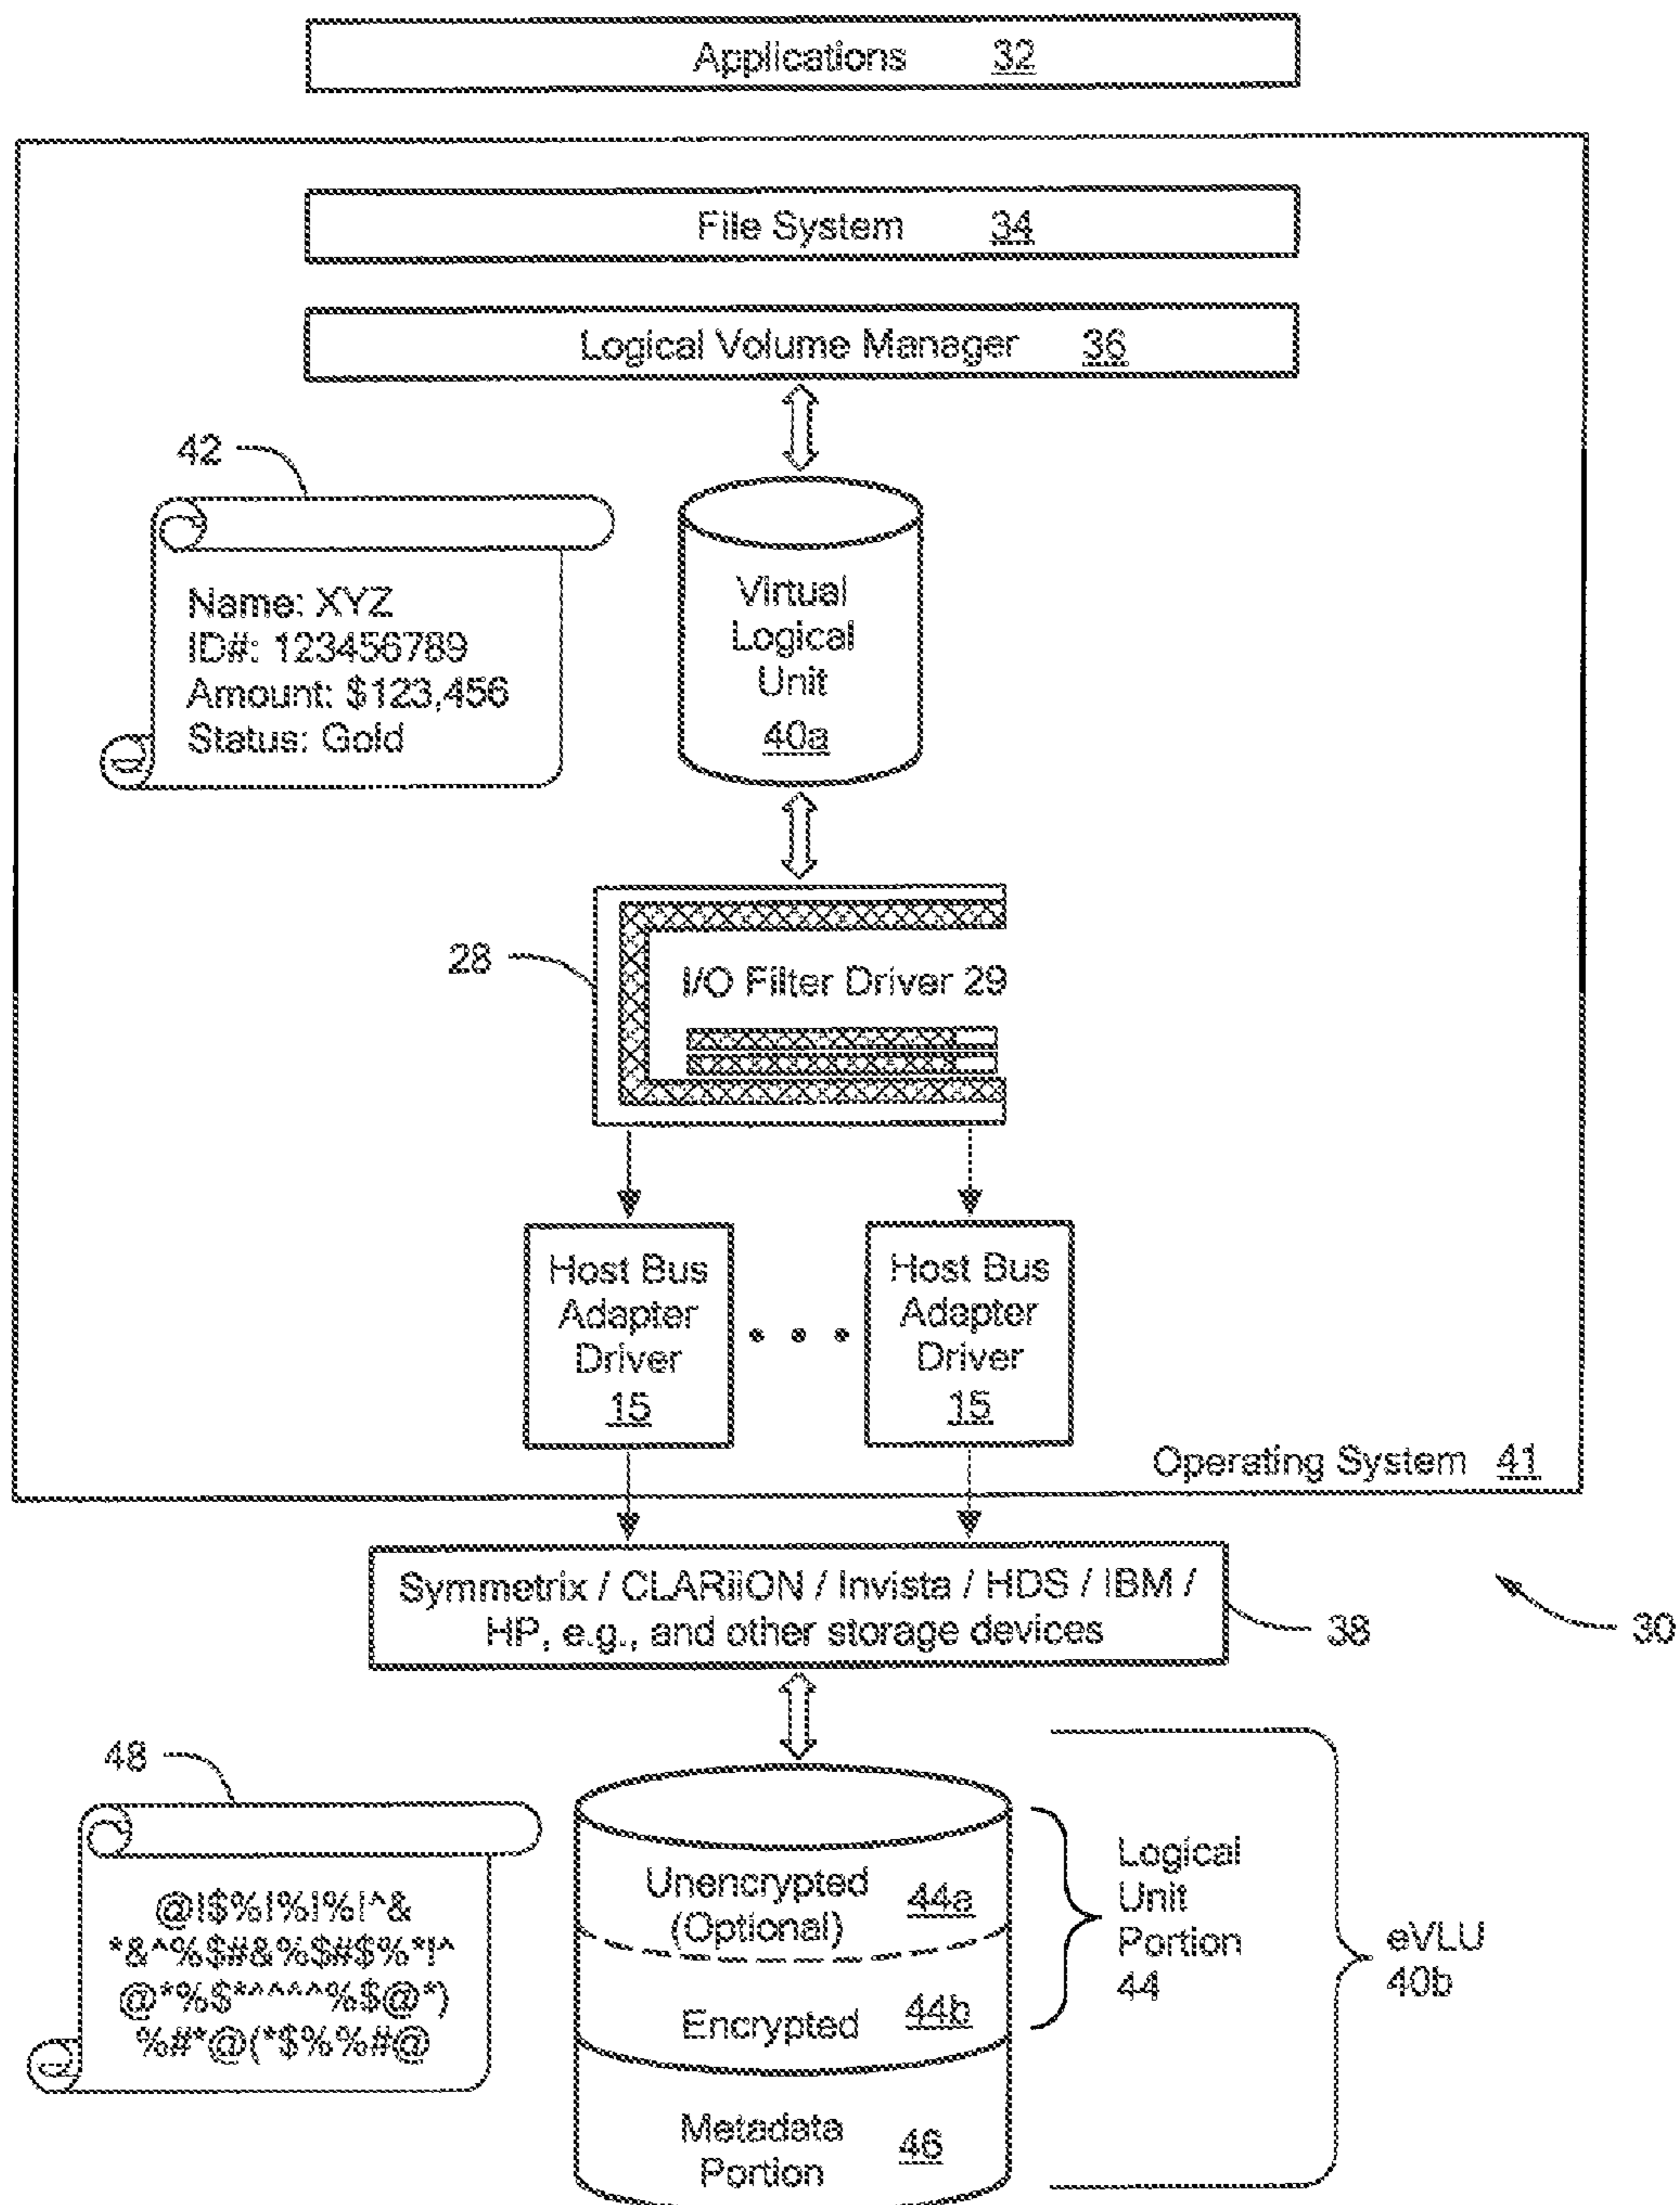 Applications 32
File System 34
Logical Volume Manager 36
42
Name: XYZ
ID#: 123456789
Amount: $123,456
Status: Gold
Virtual
Logical
Unit
40a
28
I/O Filter Driver 29
Host Bus
Adapter
Driver
15
Host Bus
Adapter
Driver
15
Operating System 41
Symmetrix / CLARiiON / Invista / HDS / IBM /
HP, e.g., and other storage devices
38
30
48
@!$%!%!%!^&
*&^%$#&%$#$%*!^
@*%$*^^^^%$@*)
%#*@(*$%%#@
Unencrypted
(Optional)
44a
Encrypted 44b
Metadata
Portion
46
Logical
Unit
Portion
44
eVLU
40b